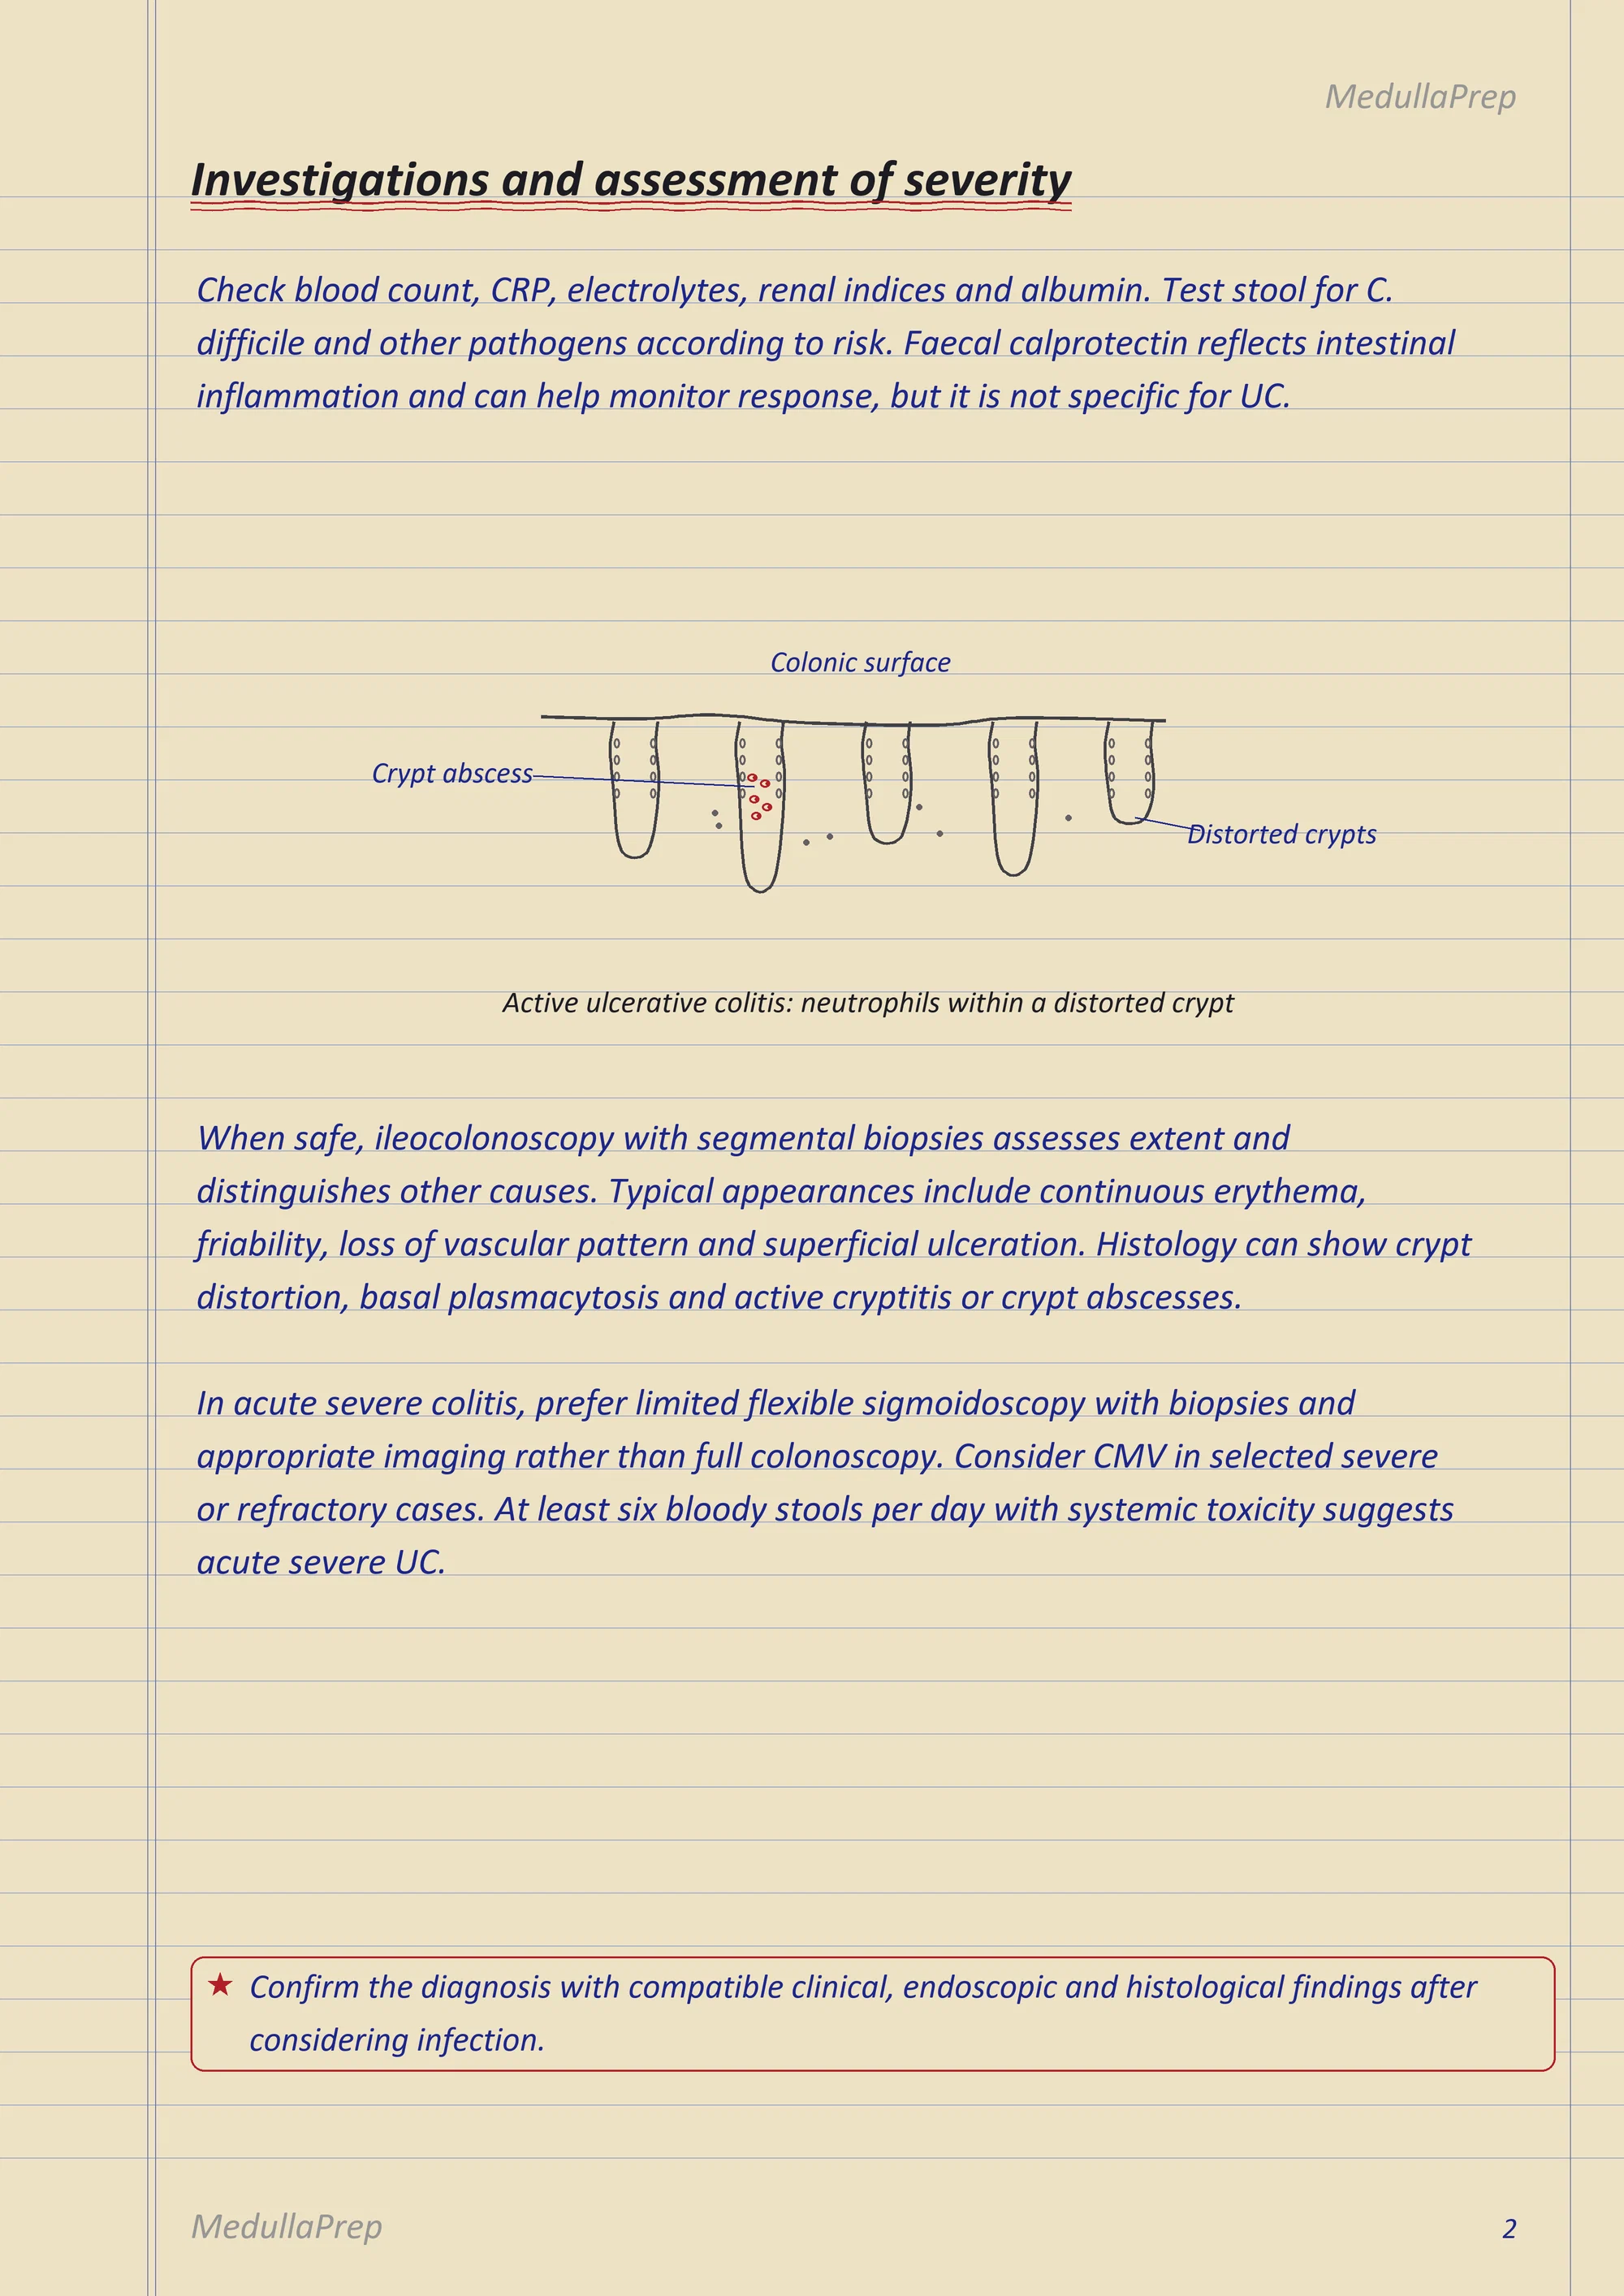 MedullaPrep
Investigations and assessment of severity
Check blood count, CRP, electrolytes, renal indices and albumin. Test stool for C.
difficile and other pathogens according to risk. Faecal calprotectin reflects intestinal
inflammation and can help monitor response, but it is not specific for UC.
Colonic surface
Crypt abscess
Distorted crypts
Active ulcerative colitis: neutrophils within a distorted crypt
When safe, ileocolonoscopy with segmental biopsies assesses extent and
distinguishes other causes. Typical appearances include continuous erythema,
friability, loss of vascular pattern and superficial ulceration. Histology can show crypt
distortion, basal plasmacytosis and active cryptitis or crypt abscesses.
In acute severe colitis, prefer limited flexible sigmoidoscopy with biopsies and
appropriate imaging rather than full colonoscopy. Consider CMV in selected severe
or refractory cases. At least six bloody stools per day with systemic toxicity suggests
acute severe UC.
★ Confirm the diagnosis with compatible clinical, endoscopic and histological findings after
considering infection.
MedullaPrep
2